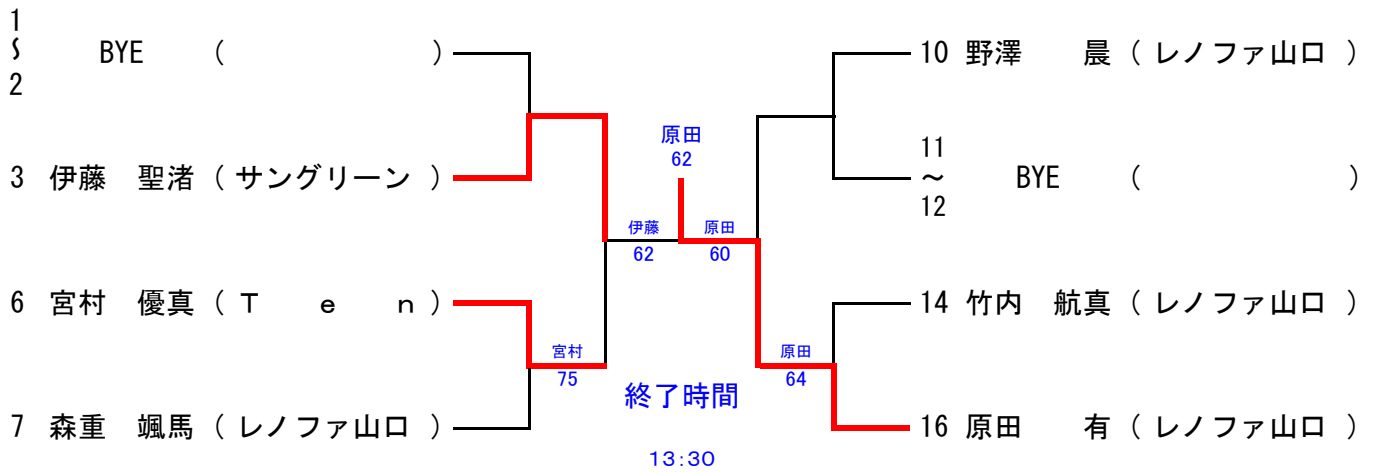 1
~
2
BYE ( )
3 伊藤 聖渚 ( サングリーン )
6 宮村 優真 ( T e n )
7 森重 颯馬 ( レノファ山口 )
宮村
75
伊藤
62
原田
62
原田
60
原田
64
終了時間
13:30
10 野澤 晨 ( レノファ山口 )
11
~
12
BYE ( )
14 竹内 航真 ( レノファ山口 )
16 原田 有 ( レノファ山口 )